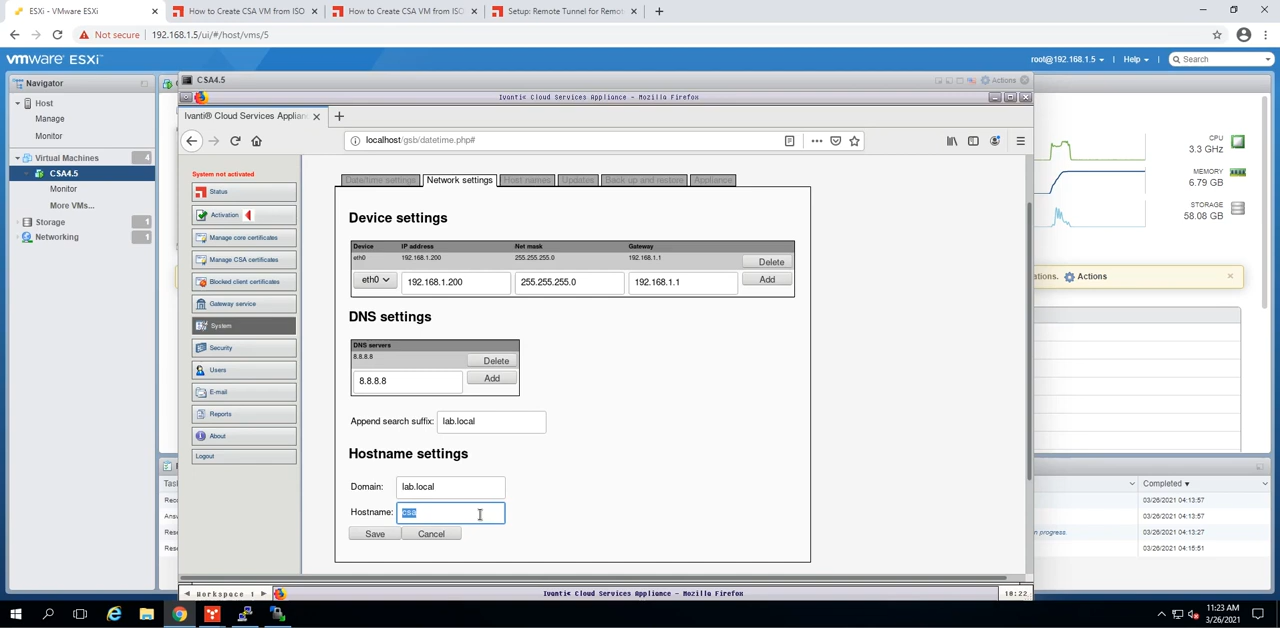 ESXi - VMware ESXi
How to Create CSA VM from ISO
How to Create CSA VM from ISO
Setup: Remote Tunnel for Remot
Not secure
192.168.1.5/ui/#/host/vms/5
vmware ESXi
root@192.168.1.5
Help
Search
Navigator
Host
Manage
Monitor
Virtual Machines
4
CSA4.5
Monitor
More VMs...
Storage
1
Networking
1
CSA4.5
Actions
Ivanti® Cloud Services Appliance - Mozilla Firefox
Ivanti® Cloud Services Applian
localhost/gsb/datetime.php#
System not activated
Status
Activation
Manage core certificates
Manage CSA certificates
Blocked client certificates
Gateway service
System
Security
Users
E-mail
Reports
About
Logout
Date/time settings
Network settings
Host names
Updates
Back up and restore
Appliance
Device settings
Device
IP address
Net mask
Gateway
eth0
192.168.1.200
255.255.255.0
192.168.1.1
Delete
eth0
192.168.1.200
255.255.255.0
192.168.1.1
Add
DNS settings
DNS servers
8.8.8.8
Delete
8.8.8.8
Add
Append search suffix:
lab.local
Hostname settings
Domain:
lab.local
Hostname:
csa
Save
Cancel
CPU
3.3 GHz
MEMORY
6.79 GB
STORAGE
58.08 GB
ations.
Actions
Completed
03/26/2021 04:13:57
03/26/2021 04:13:57
n progress.
03/26/2021 04:13:27
03/26/2021 04:15:51
Workspace 1
Ivanti® Cloud Services Appliance - Mozilla Firefox
10:22
11:23 AM
3/26/2021